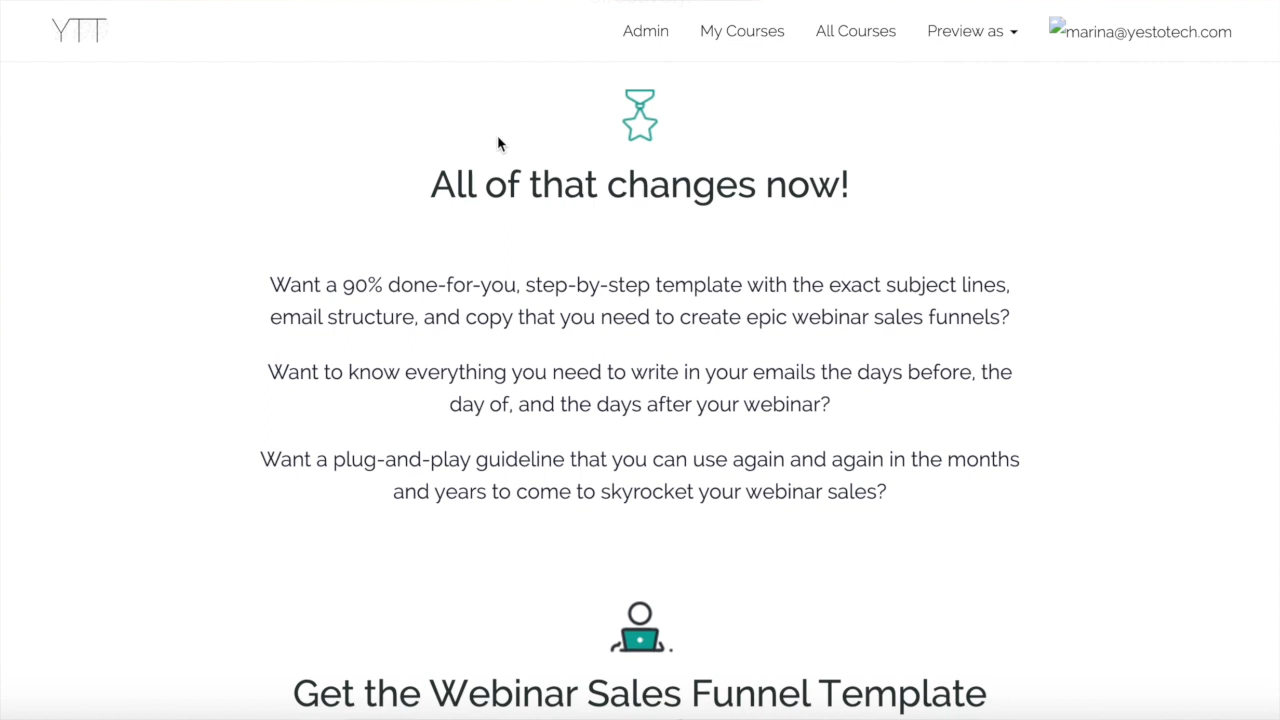 YTT
Admin My Courses All Courses Preview as marina@yestotech.com
All of that changes now!
Want a 90% done-for-you, step-by-step template with the exact subject lines,
email structure, and copy that you need to create epic webinar sales funnels?
Want to know everything you need to write in your emails the days before, the
day of, and the days after your webinar?
Want a plug-and-play guideline that you can use again and again in the months
and years to come to skyrocket your webinar sales?
Get the Webinar Sales Funnel Template